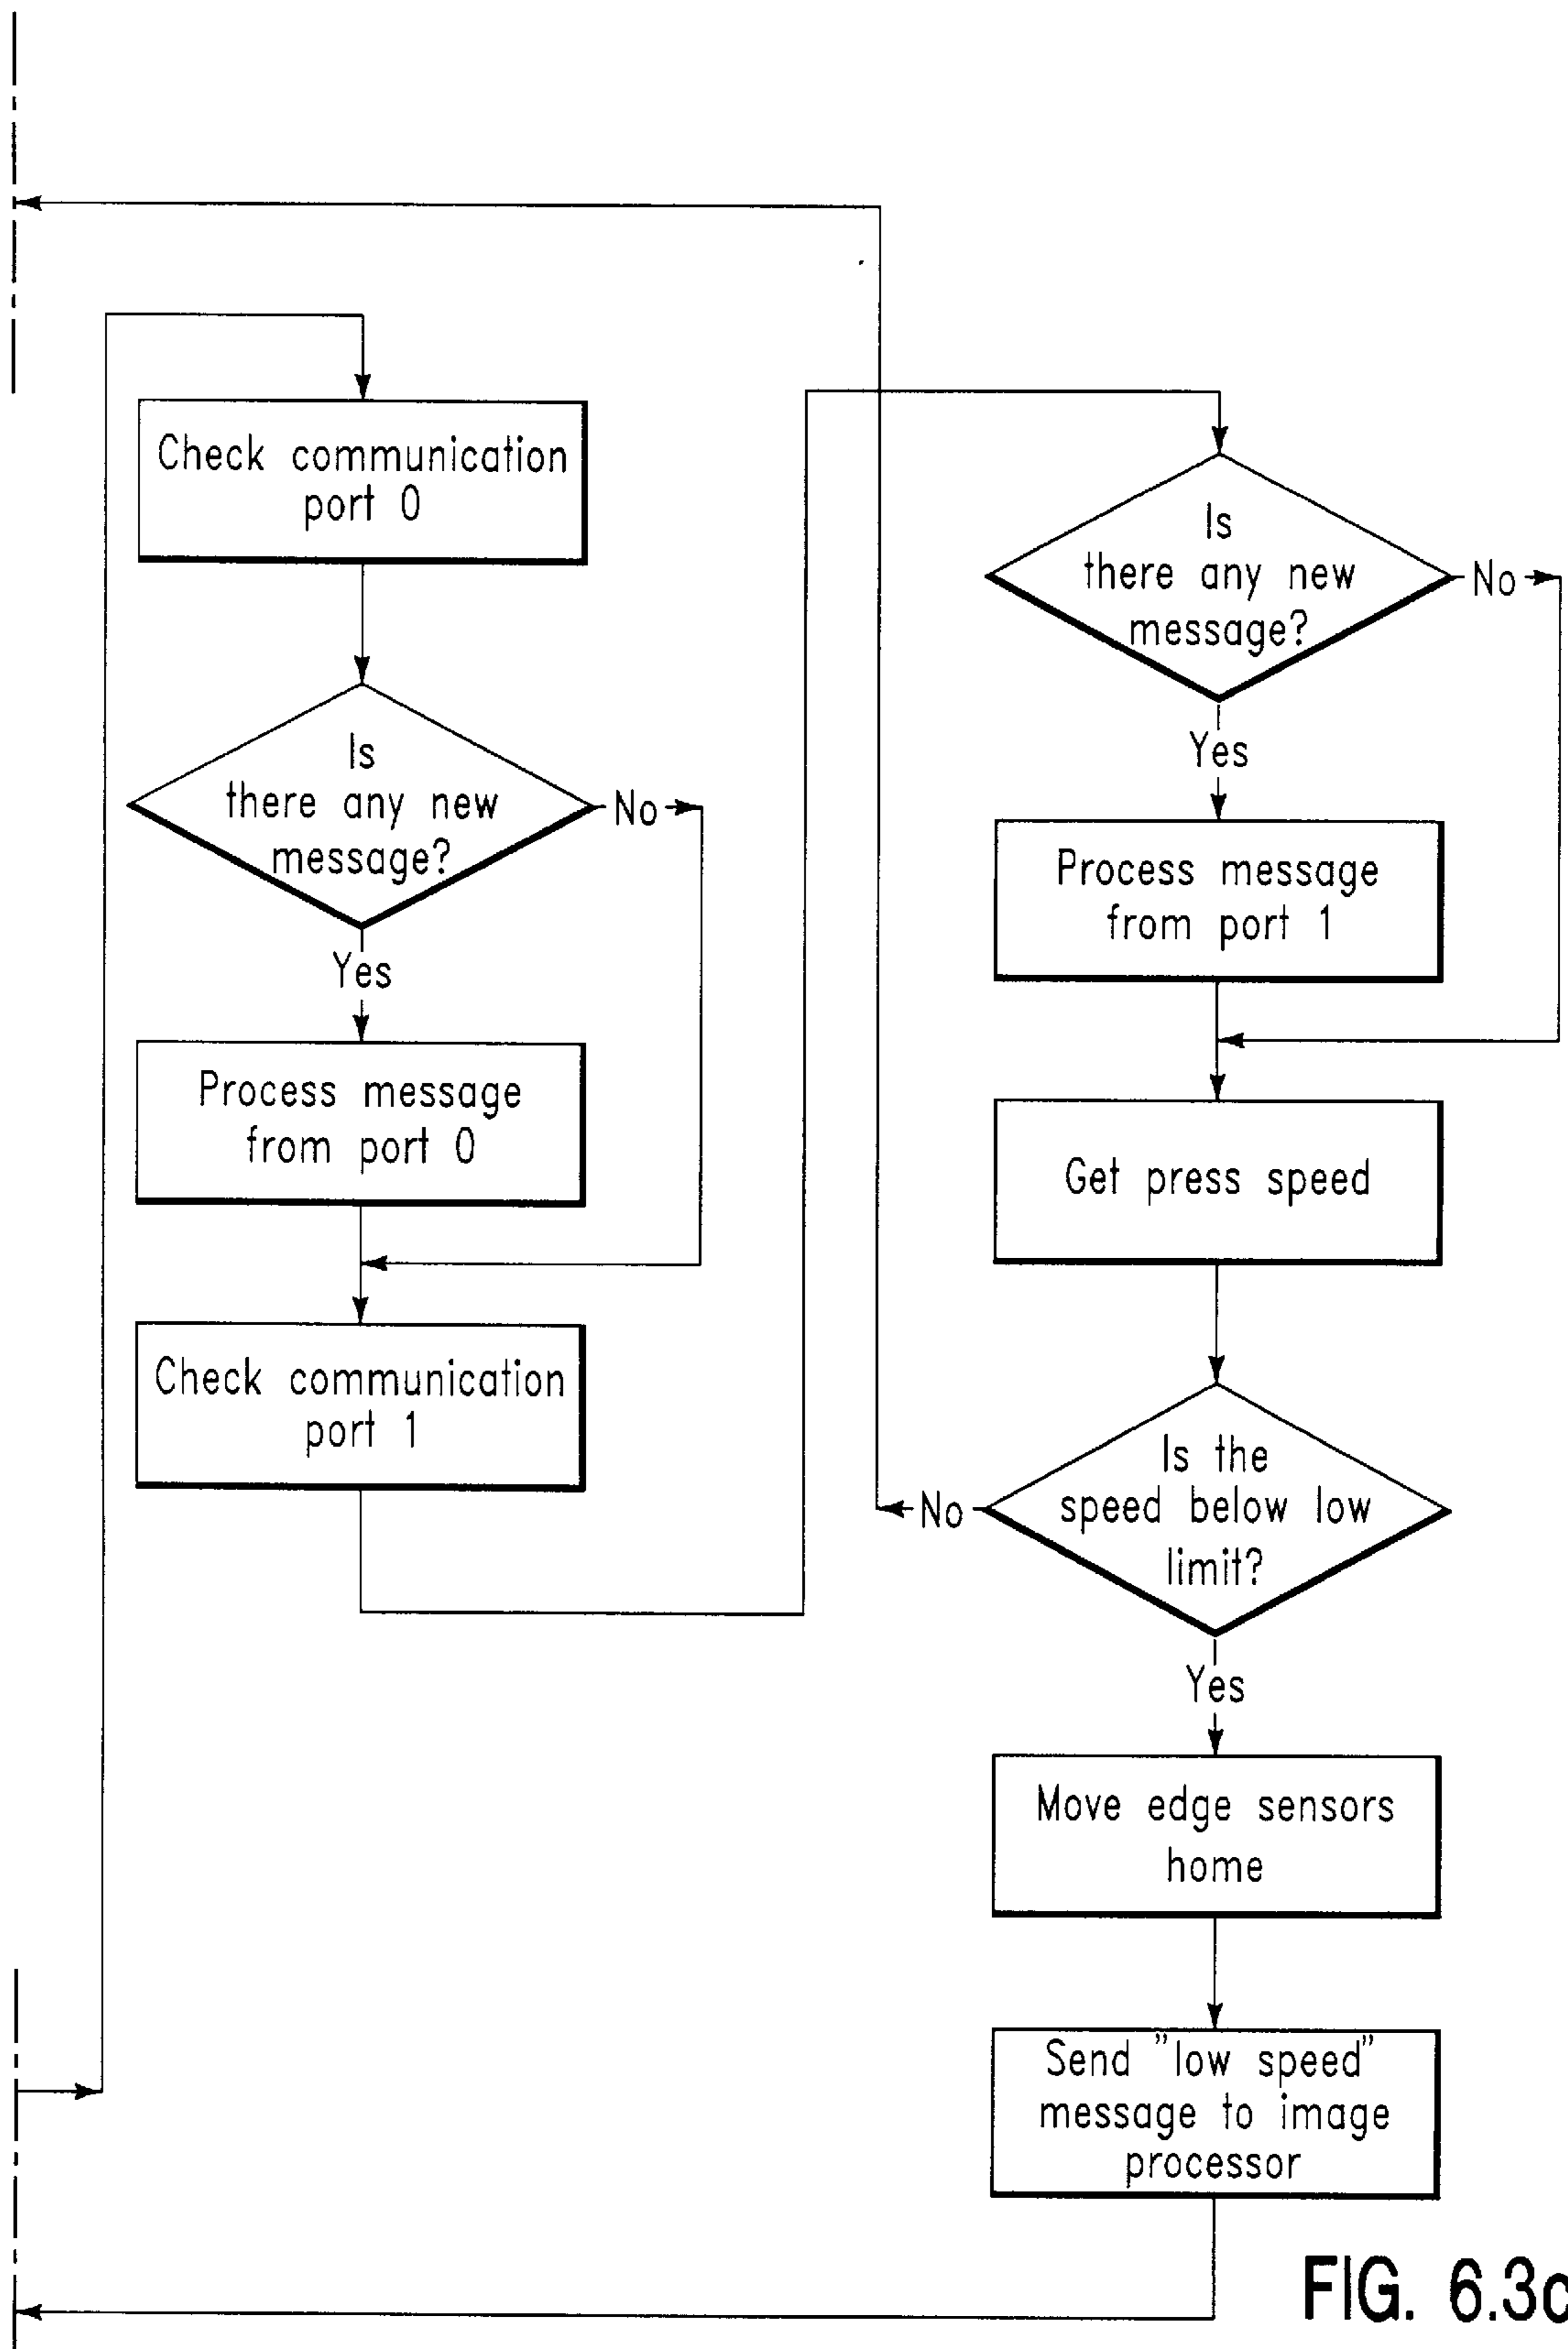 Check communication
port 0
Is
there any new
message?
No
Yes
Process message
from port 0
Check communication
port 1
Is
there any new
message?
No
Yes
Process message
from port 1
Get press speed
Is the
speed below low
limit?
No
Yes
Move edge sensors
home
Send "low speed"
message to image
processor
FIG. 6.3c